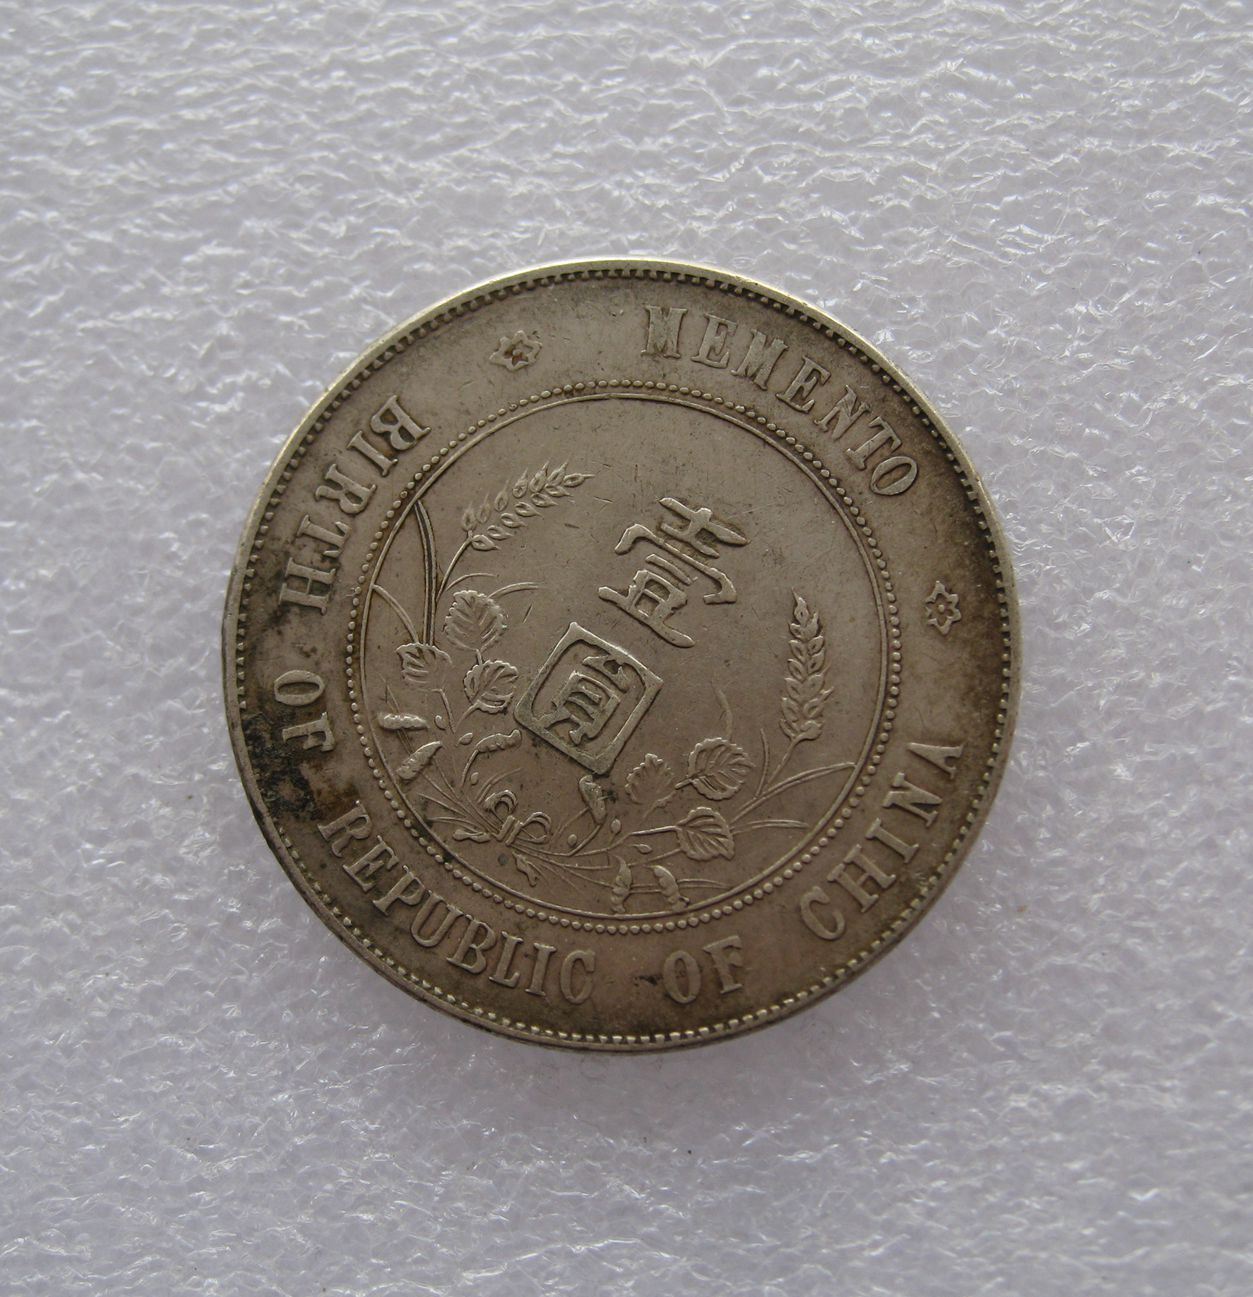 MEMENTO
BIRTH OF REPUBLIC OF CHINA
壹
圓